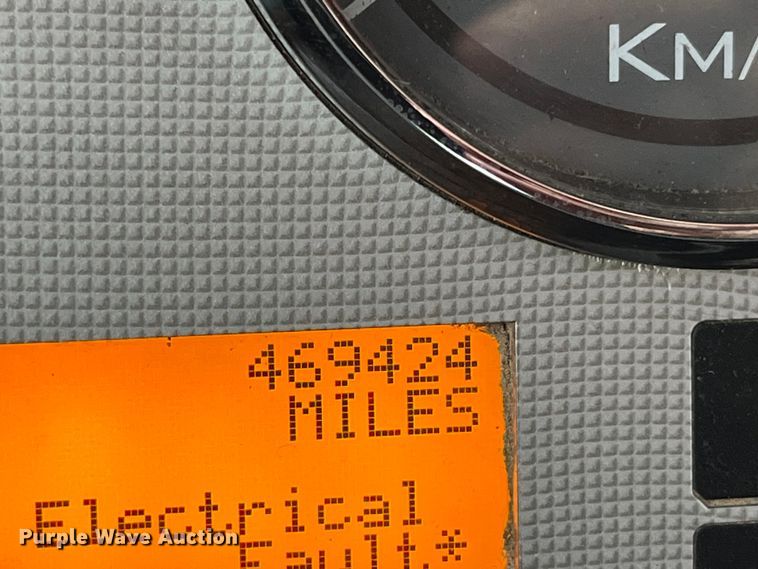 KM/
469424
MILES
Electrical
Fault.*
Purple Wave Auction